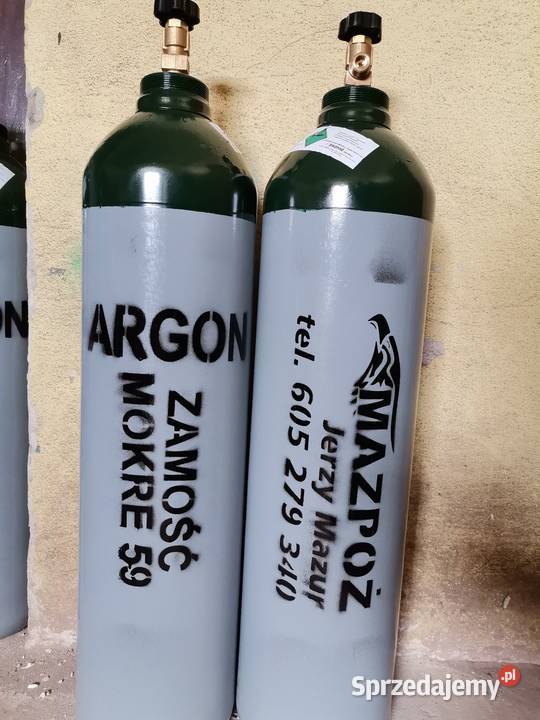 ON
ARGON
ZAMOŚĆ
MOKRE 59
MAZPOŻ
Jerzy Mazur
tel. 605 279 340
Sprzedajemy.pl